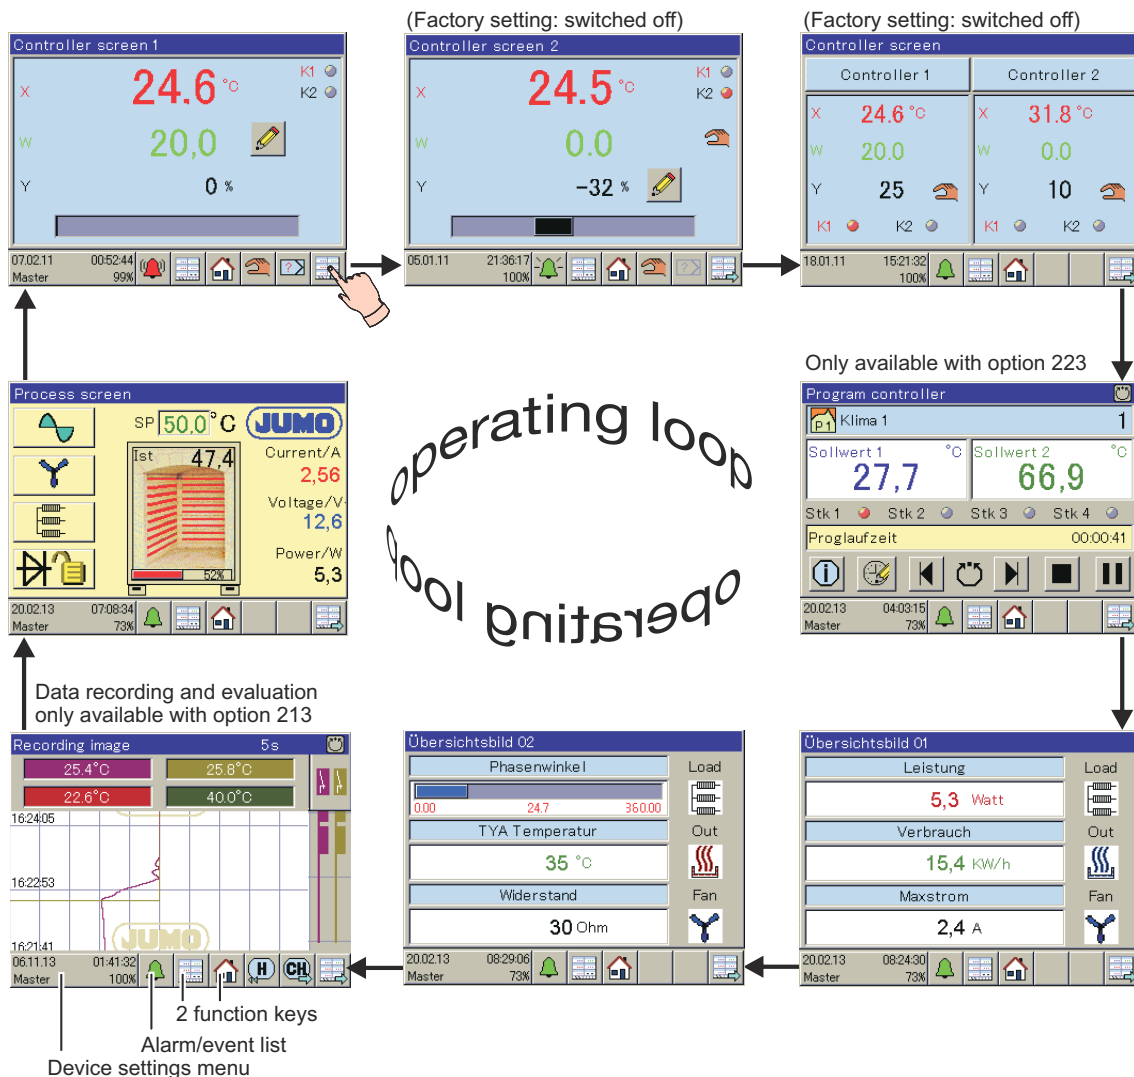 (Factory setting: switched off)
(Factory setting: switched off)
Controller screen 1
X 24.6 °C K1
K2
W 20,0
Y 0 %
07.02.11 00:52:44
Master 99%
Controller screen 2
X 24.5 °C K1
K2
W 0.0
Y -32 %
05.01.11 21:36:17
100%
Controller screen
Controller 1 Controller 2
X 24.6 °C X 31.8 °C
W 20.0 W 0.0
Y 25 Y 10
K1 K2 K1 K2
18.01.11 15:21:32
100%
Only available with option 223
Program controller
P1 Klima 1 1
Sollwert 1 °C Sollwert 2 °C
27,7 66,9
Stk 1 Stk 2 Stk 3 Stk 4
Proglaufzeit 00:00:41
20.02.13 04:03:15
Master 73%
Process screen
SP 50,0 °C JUMO
Ist 47,4
Current/A
2,56
Voltage/V
12,6
Power/W
5,3
52%
20.02.13 07:08:34
Master 73%
operating loop
operating loop
Übersichtsbild 01
Leistung Load
5,3 Watt
Verbrauch Out
15,4 KW/h
Maxstrom Fan
2,4 A
20.02.13 08:24:30
Master 73%
Übersichtsbild 02
Phasenwinkel Load
0.00 24.7 360.00
TYA Temperatur Out
35 °C
Widerstand Fan
30 Ohm
20.02.13 08:29:06
Master 73%
Data recording and evaluation
only available with option 213
Recording image 5s
25.4°C 25.8°C
22.6°C 40.0°C
16:24:05
16:22:53
JUMO
16:21:41
06.11.13 01:41:32 H CH
Master 100%
2 function keys
Alarm/event list
Device settings menu